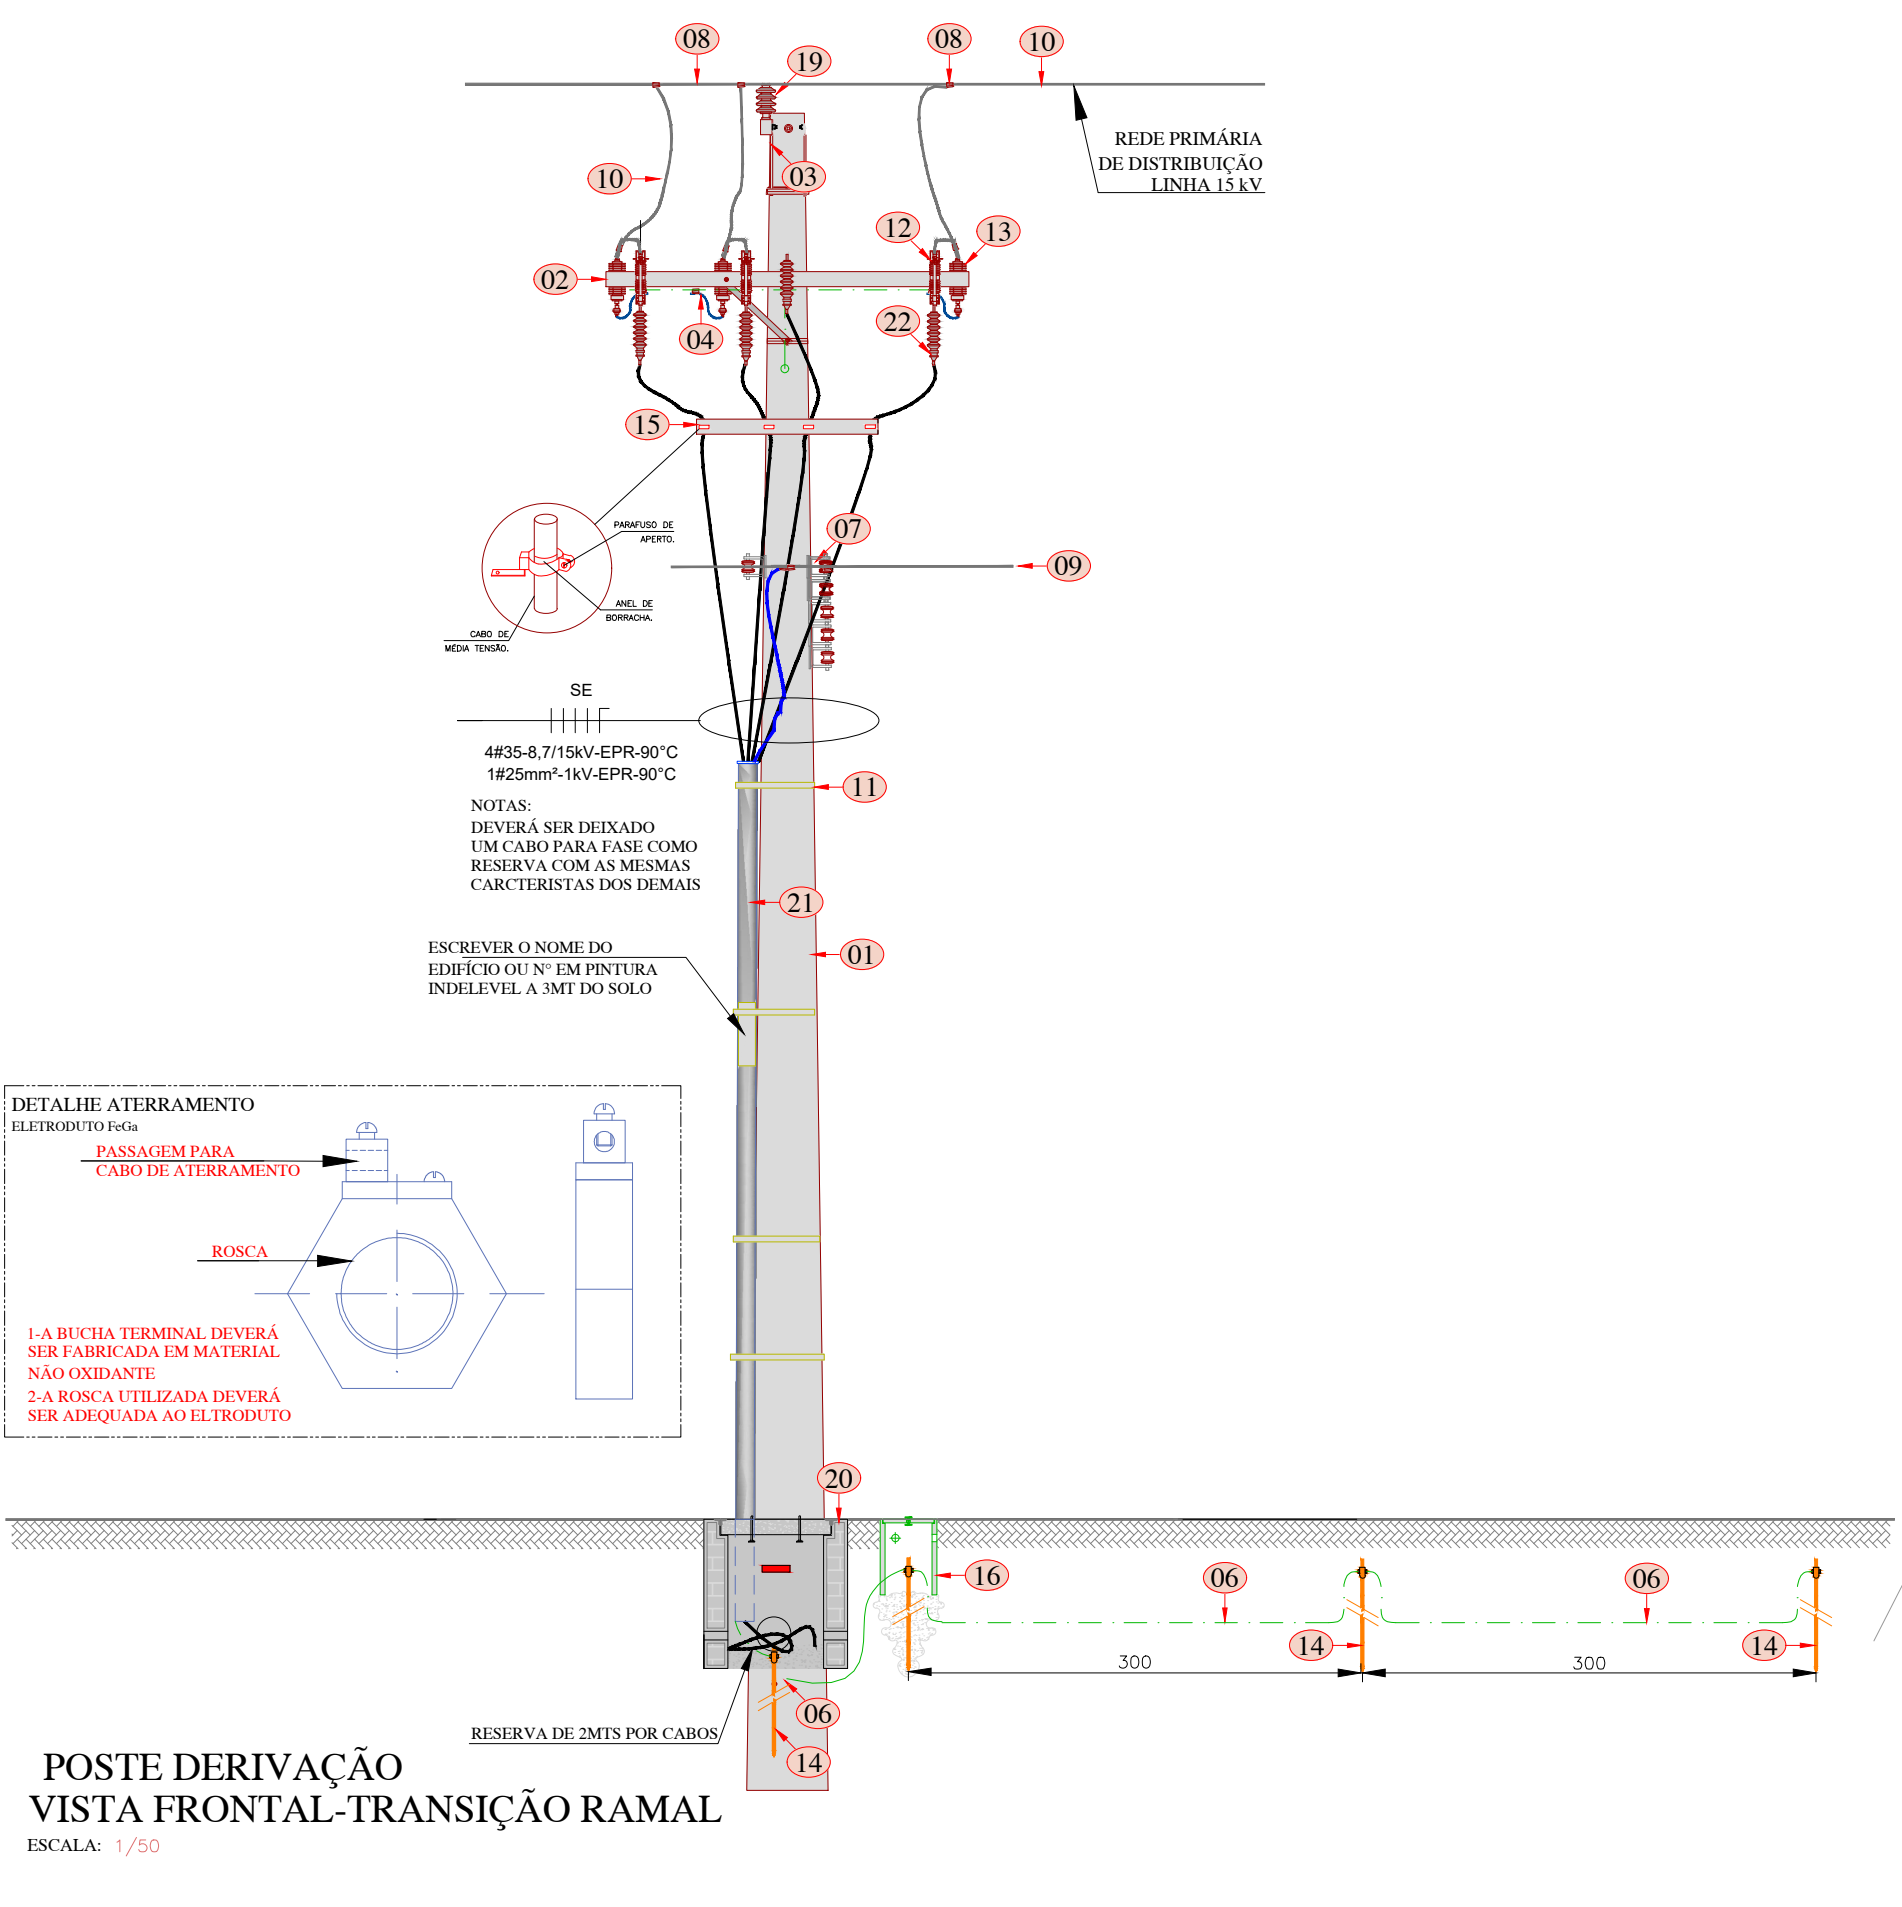 08
08
10
19
REDE PRIMÁRIA
DE DISTRIBUIÇÃO
LINHA 15 kV
10
03
12
13
02
04
22
15
PARAFUSO DE
APERTO.
07
09
ANEL DE
BORRACHA.
CABO DE
MÉDIA TENSÃO.
SE
4#35-8,7/15kV-EPR-90°C
1#25mm²-1kV-EPR-90°C
11
NOTAS:
DEVERÁ SER DEIXADO
UM CABO PARA FASE COMO
RESERVA COM AS MESMAS
CARCTERISTAS DOS DEMAIS
21
01
ESCREVER O NOME DO
EDIFÍCIO OU N° EM PINTURA
INDELEVEL A 3MT DO SOLO
DETALHE ATERRAMENTO
ELETRODUTO FeGa
PASSAGEM PARA
CABO DE ATERRAMENTO
ROSCA
1-A BUCHA TERMINAL DEVERÁ
SER FABRICADA EM MATERIAL
NÃO OXIDANTE
2-A ROSCA UTILIZADA DEVERÁ
SER ADEQUADA AO ELTRODUTO
20
16
06
06
14
14
300
300
06
RESERVA DE 2MTS POR CABOS
14
POSTE DERIVAÇÃO
VISTA FRONTAL-TRANSIÇÃO RAMAL
ESCALA: 1/50